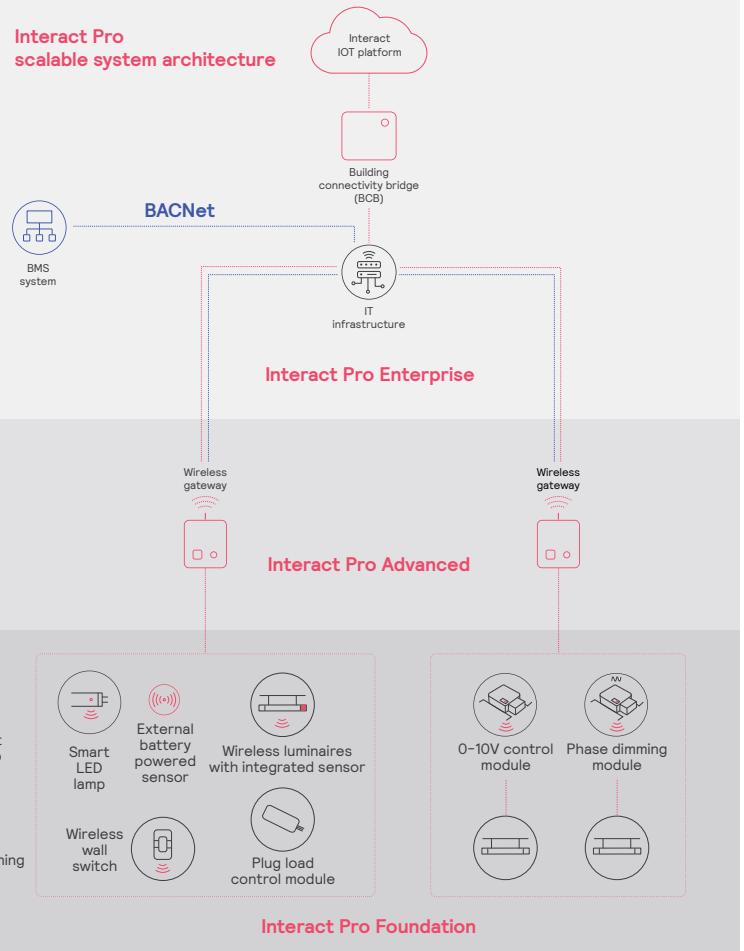 Interact Pro
scalable system architecture
Interact
IOT platform
Building
connectivity bridge
(BCB)
BACNet
BMS
system
IT
infrastructure
Interact Pro Enterprise
Wireless
gateway
Wireless
gateway
Interact Pro Advanced
Smart
LED
lamp
External
battery
powered
sensor
Wireless luminaires
with integrated sensor
0-10V control
module
Phase dimming
module
Wireless
wall
switch
Plug load
control module
Interact Pro Foundation